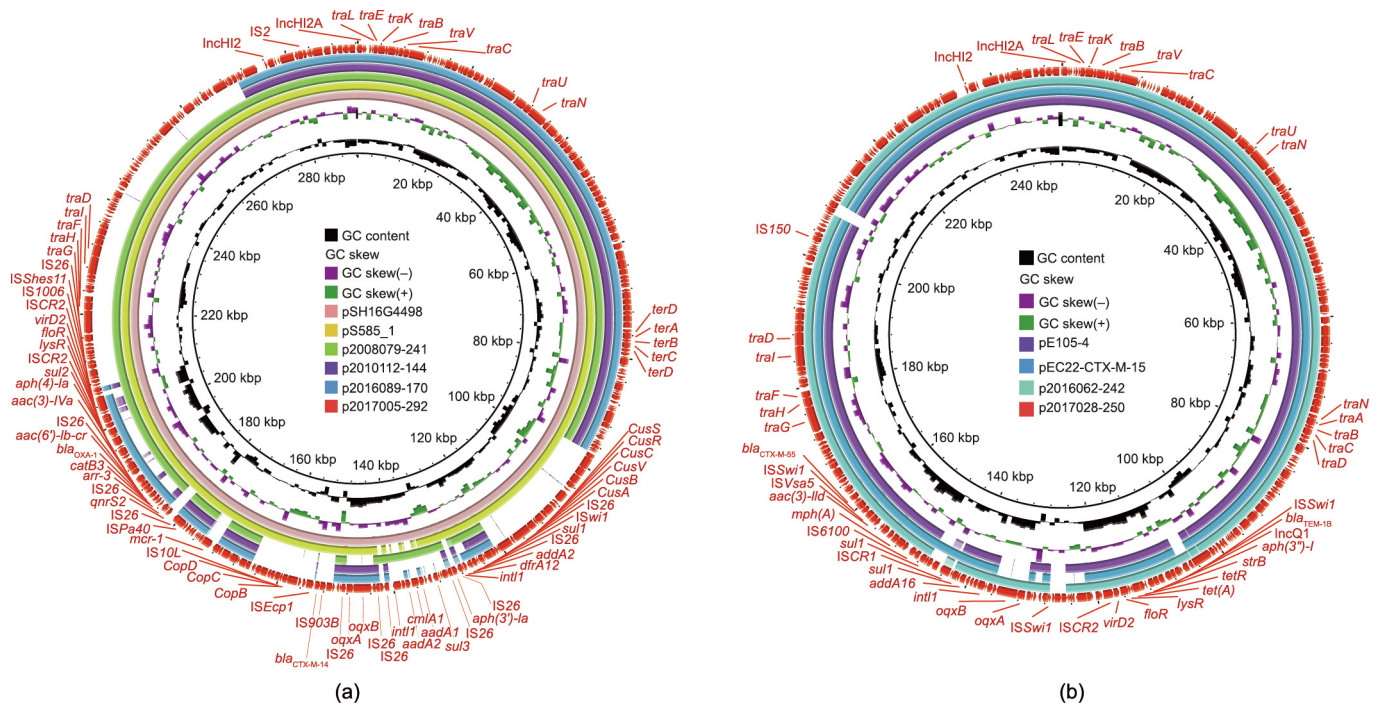 IncHI2
IS2
IncHI2A
traL
traE
traK
traB
traV
traC
traU
traN
terD
terA
terB
terC
terD
CusS
CusR
CusC
CusV
CusB
CusA
IS26
ISwi1
sul1
IS26
addA2
dfrA12
intI1
IS26
aph(3')-Ia
IS26
sul3
aadA1
cmlA1
aadA2
intI1
IS26
IS26
oqxB
oqxA
IS26
IS903B
bla CTX-M-14
ISEcp1
CopB
CopC
CopD
IS10L
mcr-1
ISPa40
IS26
qnrS2
IS26
arr-3
catB3
bla OXA-1
aac(6')-Ib-cr
IS26
aac(3)-IVa
aph(4)-Ia
sul2
ISCR2
lysR
floR
virD2
ISCR2
IS1006
ISShes11
IS26
traG
traH
traF
traI
traD
20 kbp
40 kbp
60 kbp
80 kbp
100 kbp
120 kbp
140 kbp
160 kbp
180 kbp
200 kbp
220 kbp
240 kbp
260 kbp
280 kbp
GC content
GC skew
GC skew(−)
GC skew(+)
pSH16G4498
pS585_1
p2008079-241
p2010112-144
p2016089-170
p2017005-292
(a)
IncHI2
IncHI2A
traL
traE
traK
traB
traV
traC
traU
traN
traN
traA
traB
traC
traD
ISSwi1
bla TEM-1B
IncQ1
aph(3'')-I
strB
tetR
tet(A)
lysR
floR
virD2
ISCR2
ISSwi1
oqxA
oqxB
intI1
addA16
sul1
ISCR1
sul1
IS6100
mph(A)
aac(3)-IId
ISVsa5
ISSwi1
bla CTX-M-55
traG
traH
traF
traI
traD
IS150
20 kbp
40 kbp
60 kbp
80 kbp
100 kbp
120 kbp
140 kbp
160 kbp
180 kbp
200 kbp
220 kbp
240 kbp
GC content
GC skew
GC skew(−)
GC skew(+)
pE105-4
pEC22-CTX-M-15
p2016062-242
p2017028-250
(b)